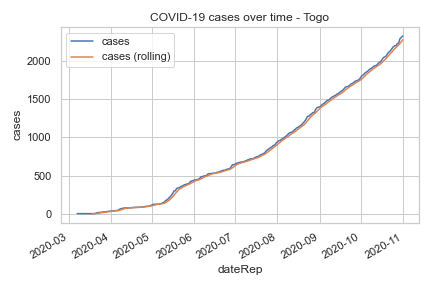 COVID-19 cases over time - Togo
cases
cases (rolling)
2000
1500
1000
500
0
cases
2020-03
2020-04
2020-05
2020-06
2020-07
2020-08
2020-09
2020-10
2020-11
dateRep